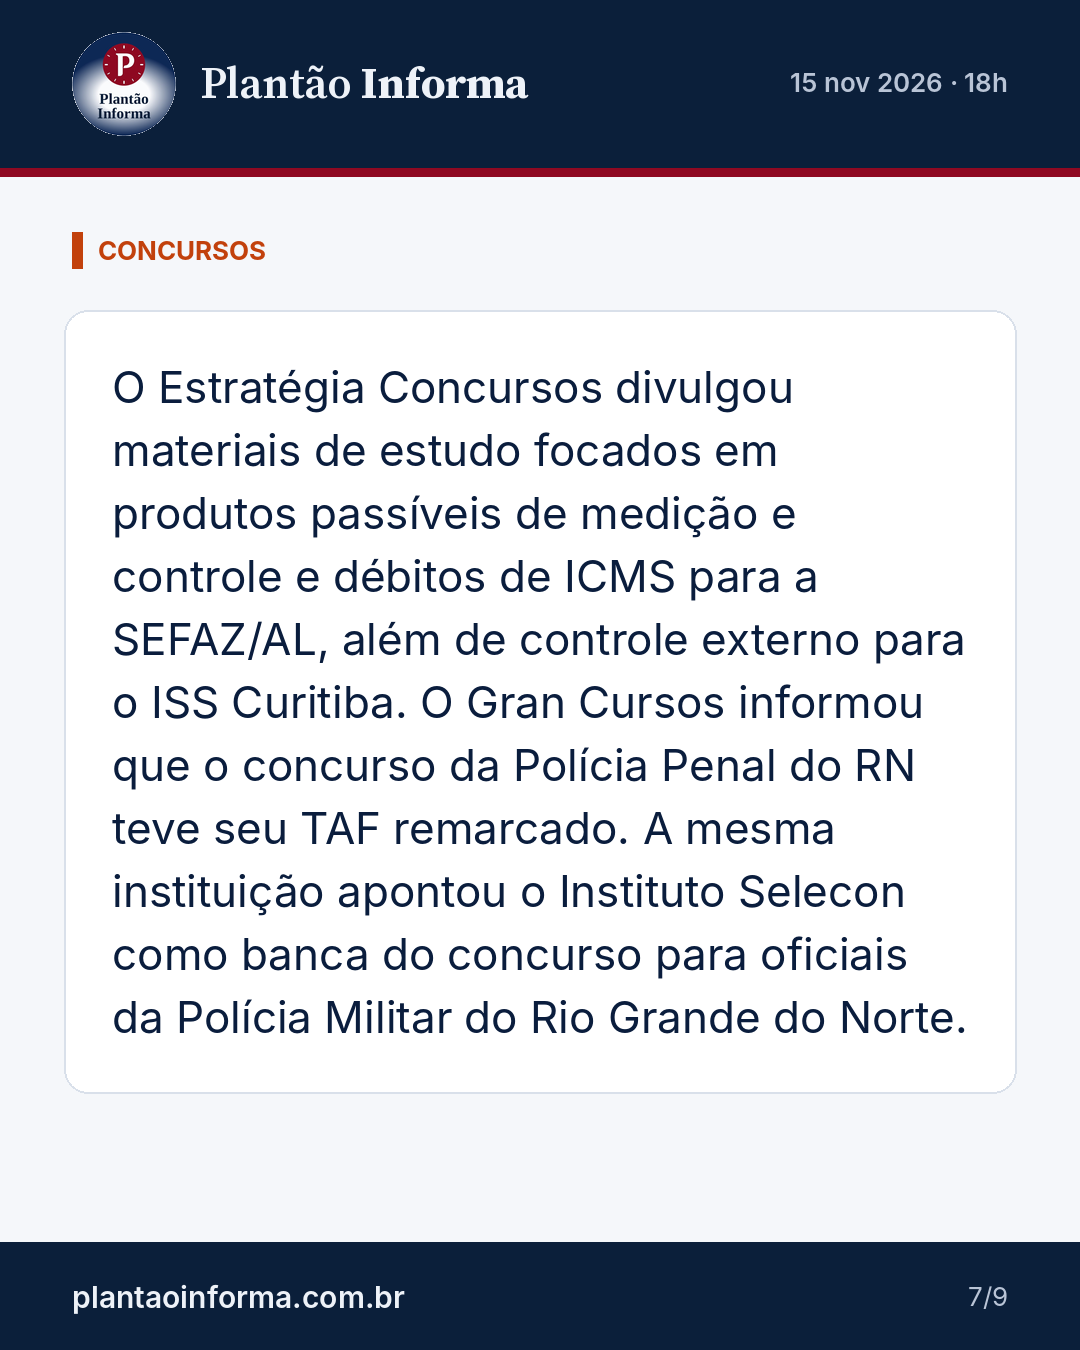 P
Plantão
Informa
Plantão Informa
15 nov 2026 · 18h
CONCURSOS
O Estratégia Concursos divulgou
materiais de estudo focados em
produtos passíveis de medição e
controle e débitos de ICMS para a
SEFAZ/AL, além de controle externo para
o ISS Curitiba. O Gran Cursos informou
que o concurso da Polícia Penal do RN
teve seu TAF remarcado. A mesma
instituição apontou o Instituto Selecon
como banca do concurso para oficiais
da Polícia Militar do Rio Grande do Norte.
plantaoinforma.com.br
7/9